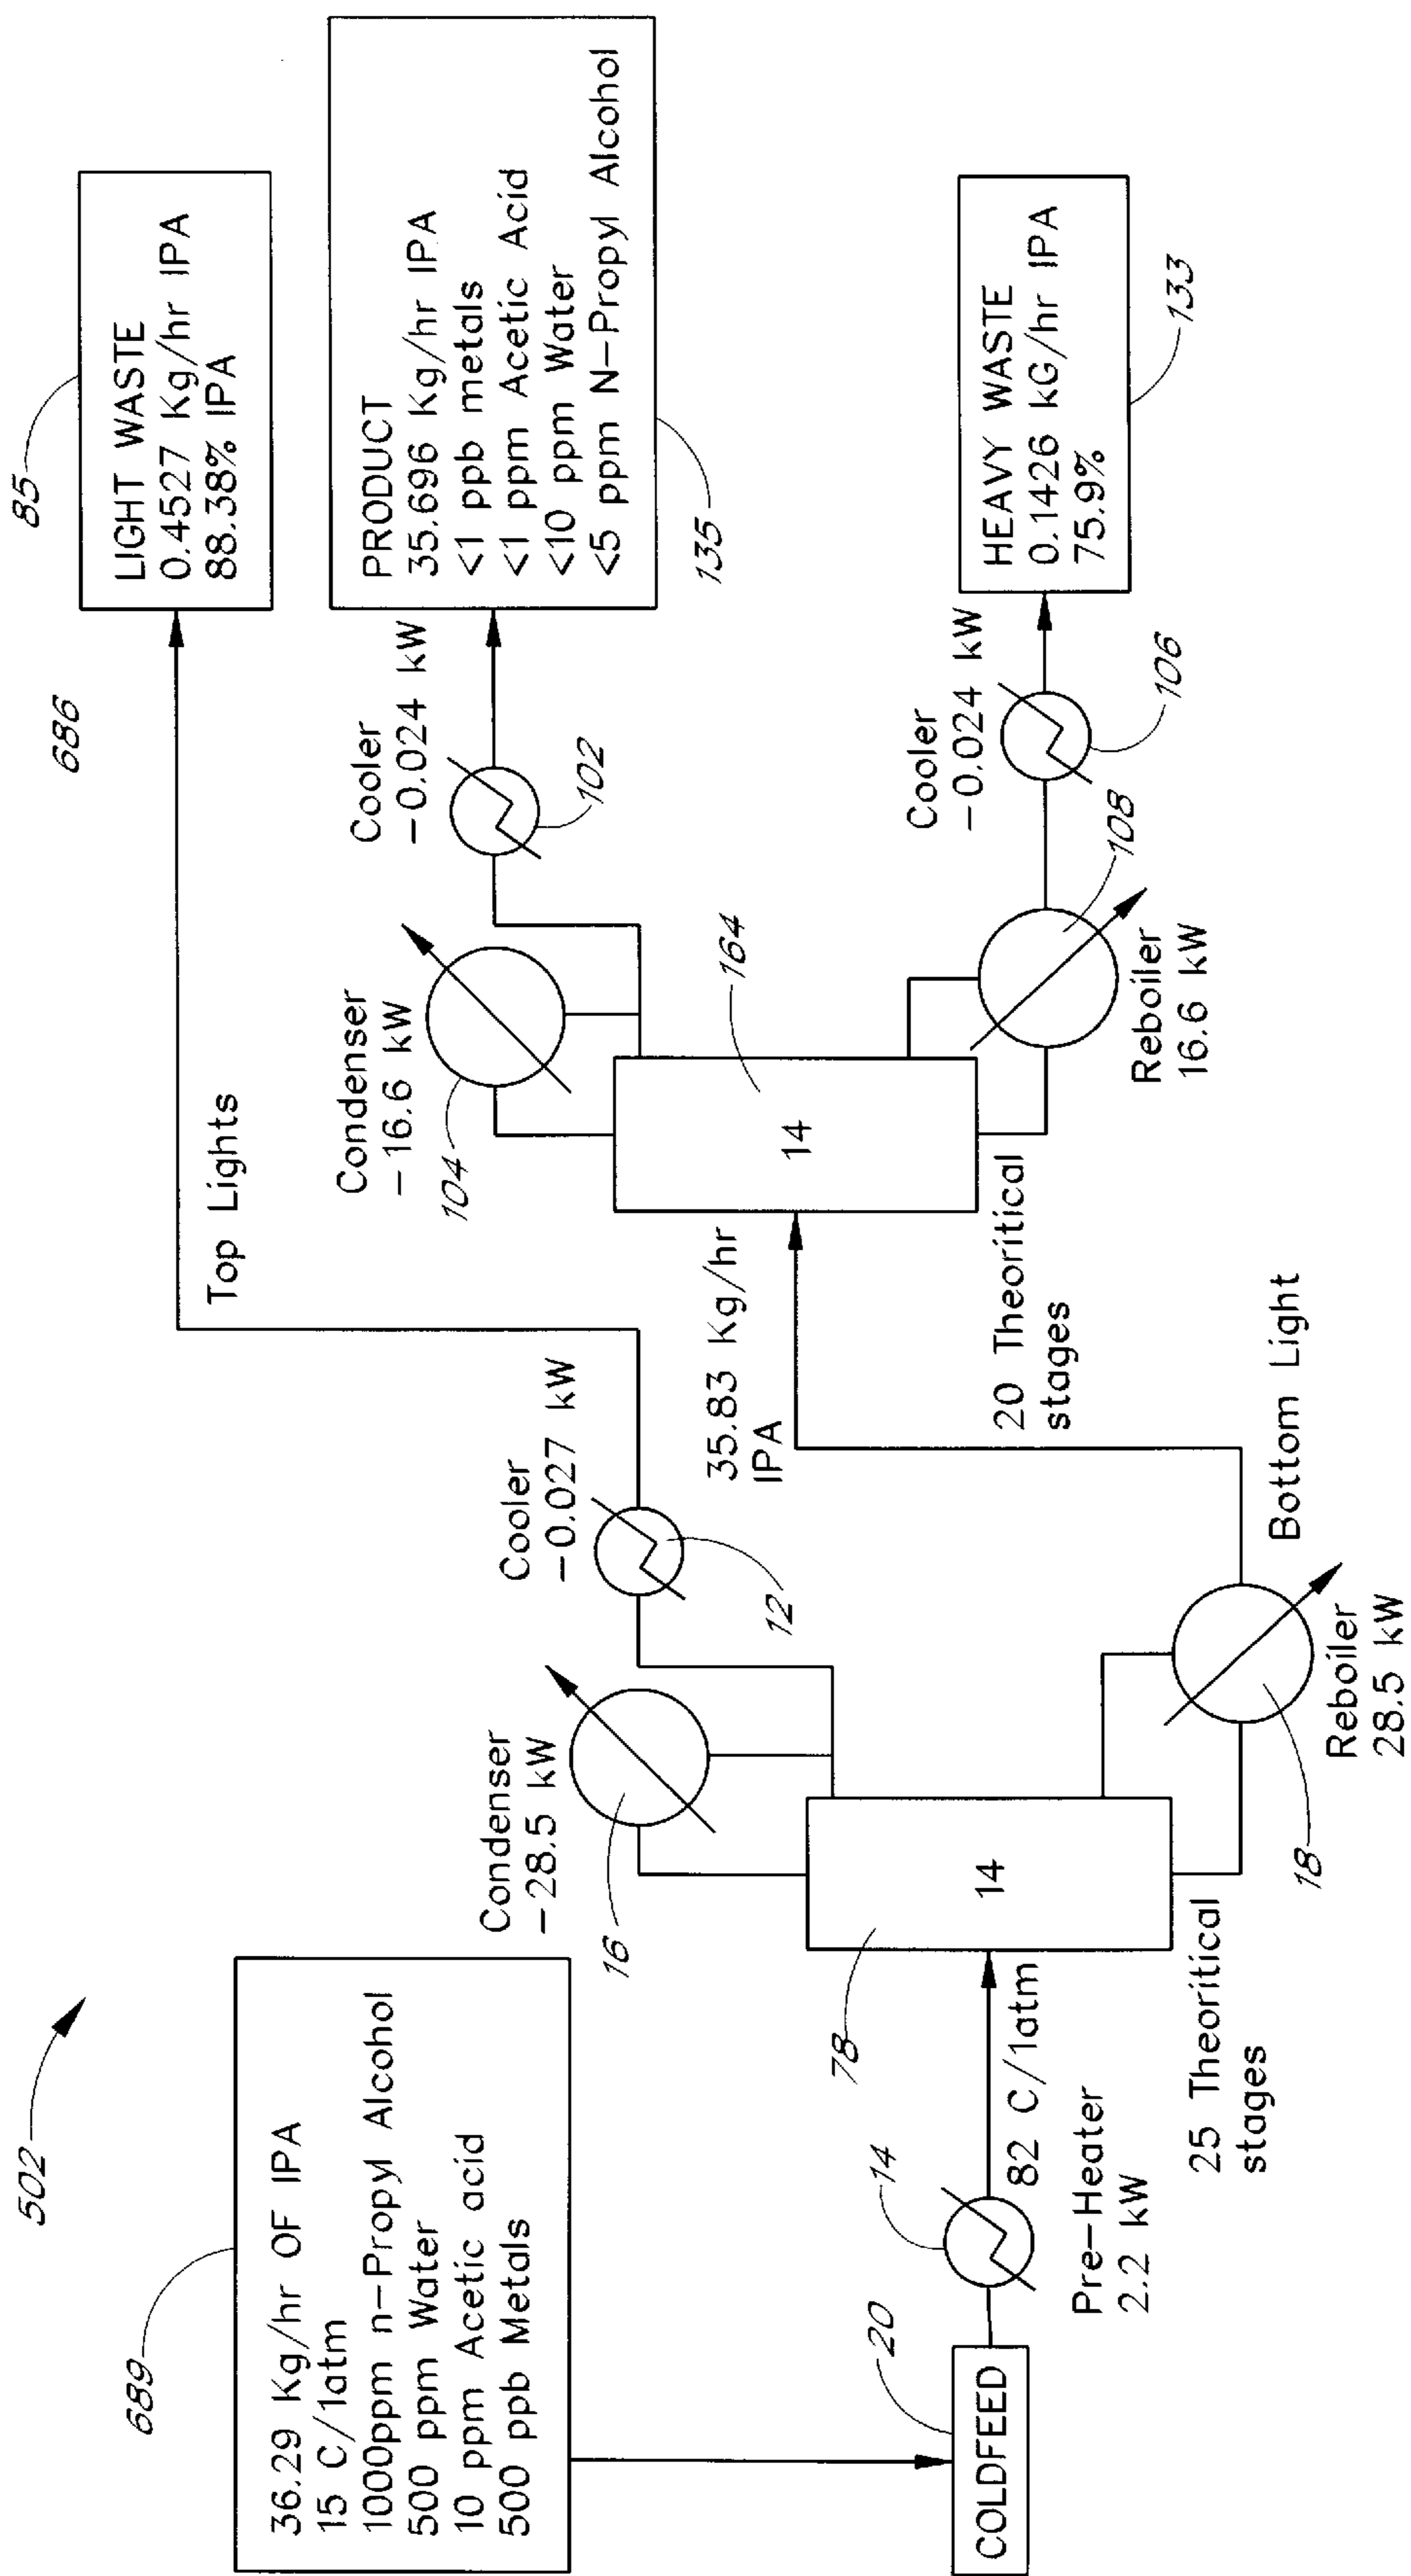 502
689
36.29 Kg/hr OF IPA
15 C/1atm
1000ppm n-Propyl Alcohol
500 ppm Water
10 ppm Acetic acid
500 ppb Metals
COLDFEED
20
14
Pre-Heater
2.2 kW
82 C/1atm
78
14
25 Theoritical
stages
Condenser
-28.5 kW
16
Cooler
-0.027 kW
12
18
Reboiler
28.5 kW
Bottom Light
Top Lights
35.83 Kg/hr
IPA
14
164
20 Theoritical
stages
Condenser
-16.6 kW
104
Cooler
-0.024 kW
102
108
Reboiler
16.6 kW
Cooler
-0.024 kW
106
686
85
LIGHT WASTE
0.4527 Kg/hr IPA
88.38% IPA
PRODUCT
35.696 Kg/hr IPA
<1 ppb metals
<1 ppm Acetic Acid
<10 ppm Water
<5 ppm N-Propyl Alcohol
135
HEAVY WASTE
0.1426 kG/hr IPA
75.9%
133